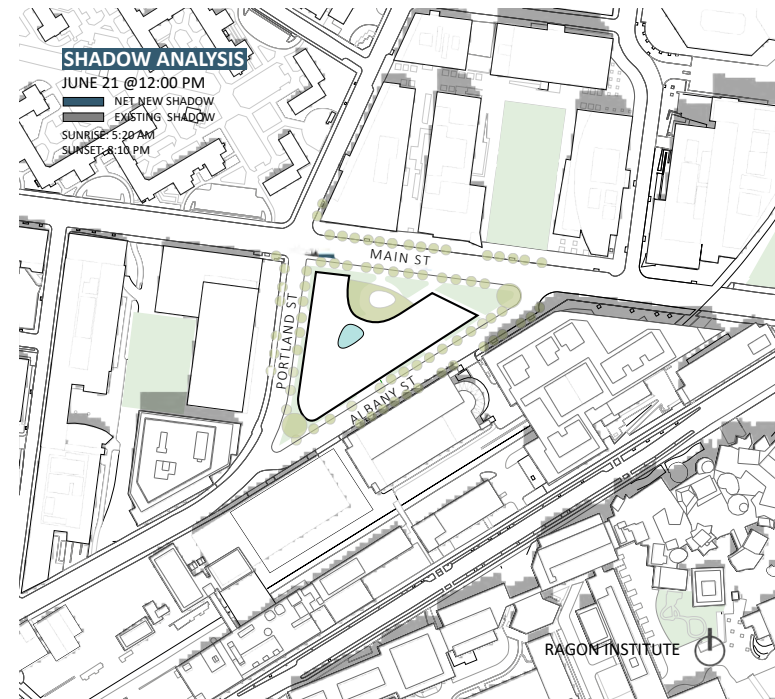 SHADOW ANALYSIS
JUNE 21 @12:00 PM
NET NEW SHADOW
EXISTING SHADOW
SUNRISE: 5:20 AM
SUNSET: 8:10 PM
MAIN ST
PORTLAND ST
ALBANY ST
RAGON INSTITUTE